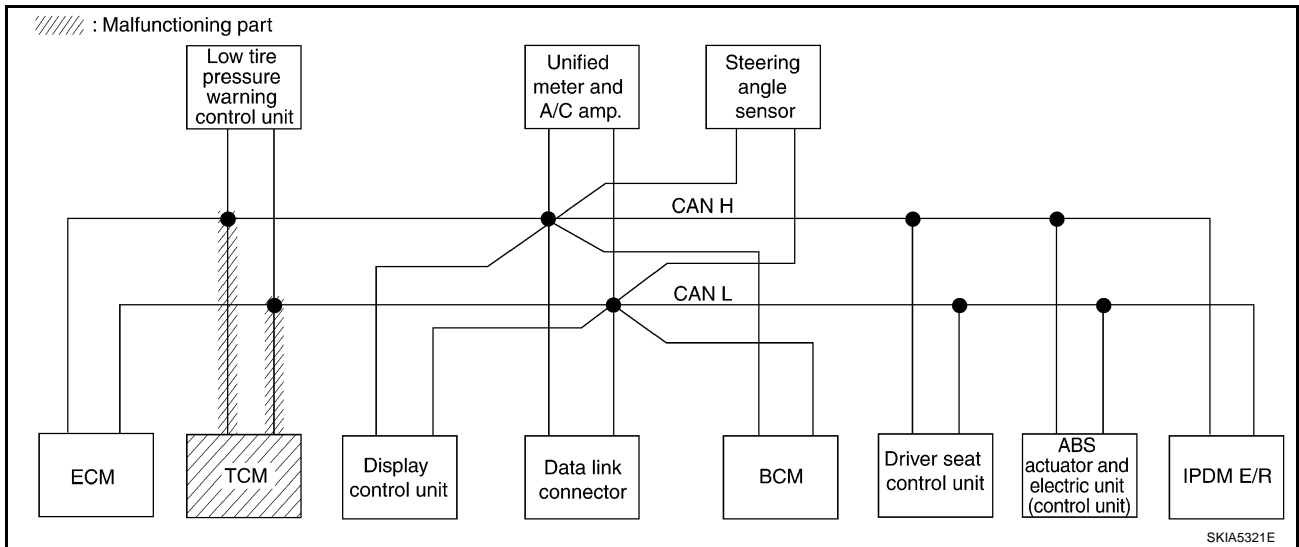 : Malfunctioning part
Low tire
pressure
warning
control unit
Unified
meter and
A/C amp.
Steering
angle
sensor
CAN H
CAN L
ECM
TCM
Display
control unit
Data link
connector
BCM
Driver seat
control unit
ABS
actuator and
electric unit
(control unit)
IPDM E/R
SKIA5321E